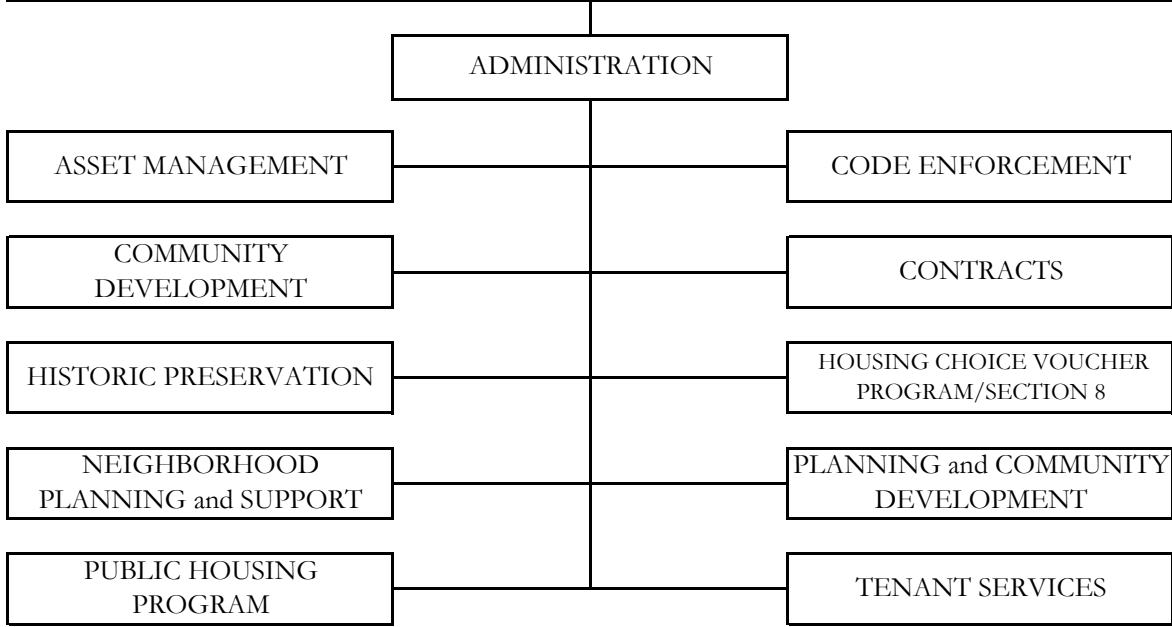 ADMINISTRATION
ASSET MANAGEMENT
CODE ENFORCEMENT
COMMUNITY
DEVELOPMENT
CONTRACTS
HISTORIC PRESERVATION
HOUSING CHOICE VOUCHER
PROGRAM/SECTION 8
NEIGHBORHOOD
PLANNING and SUPPORT
PLANNING and COMMUNITY
DEVELOPMENT
PUBLIC HOUSING
PROGRAM
TENANT SERVICES